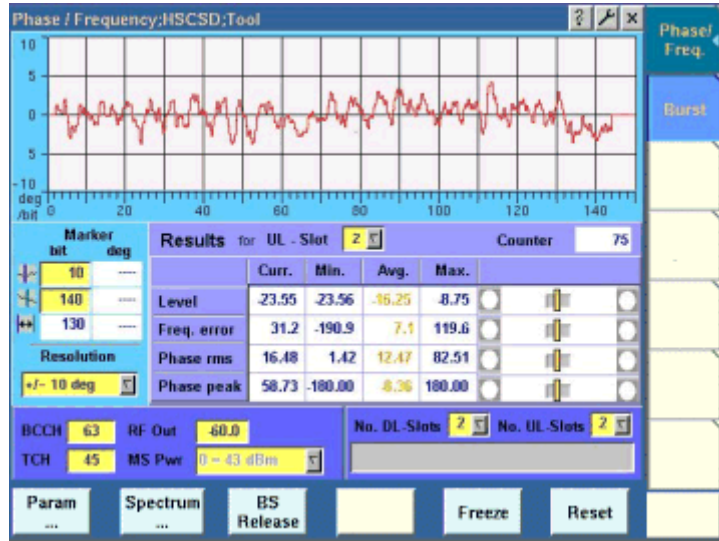 Phase / Frequency;HSCSD;Tool
? ×
Phase/
Freq.
Burst
10
5
0
5
-10
deg
/bit
0 20 40 60 80 100 120 140
Marker
bit deg
10 ----
140 ----
130 ----
Resolution
+/- 10 deg
Results for UL - Slot 2 Counter 75
Curr. Min. Avg. Max.
Level -23.55 -23.56 -16.25 -8.75
Freq. error 31.2 -190.9 7.1 119.6
Phase rms 16.48 1.42 12.47 82.51
Phase peak 58.73 -180.00 -8.36 180.00
BCCH 63 RF Out -60.0
TCH 45 MS Pwr 0 = 43 dBm
No. DL-Slots 2 No. UL-Slots 2
Param
...
Spectrum
...
BS
Release
Freeze
Reset